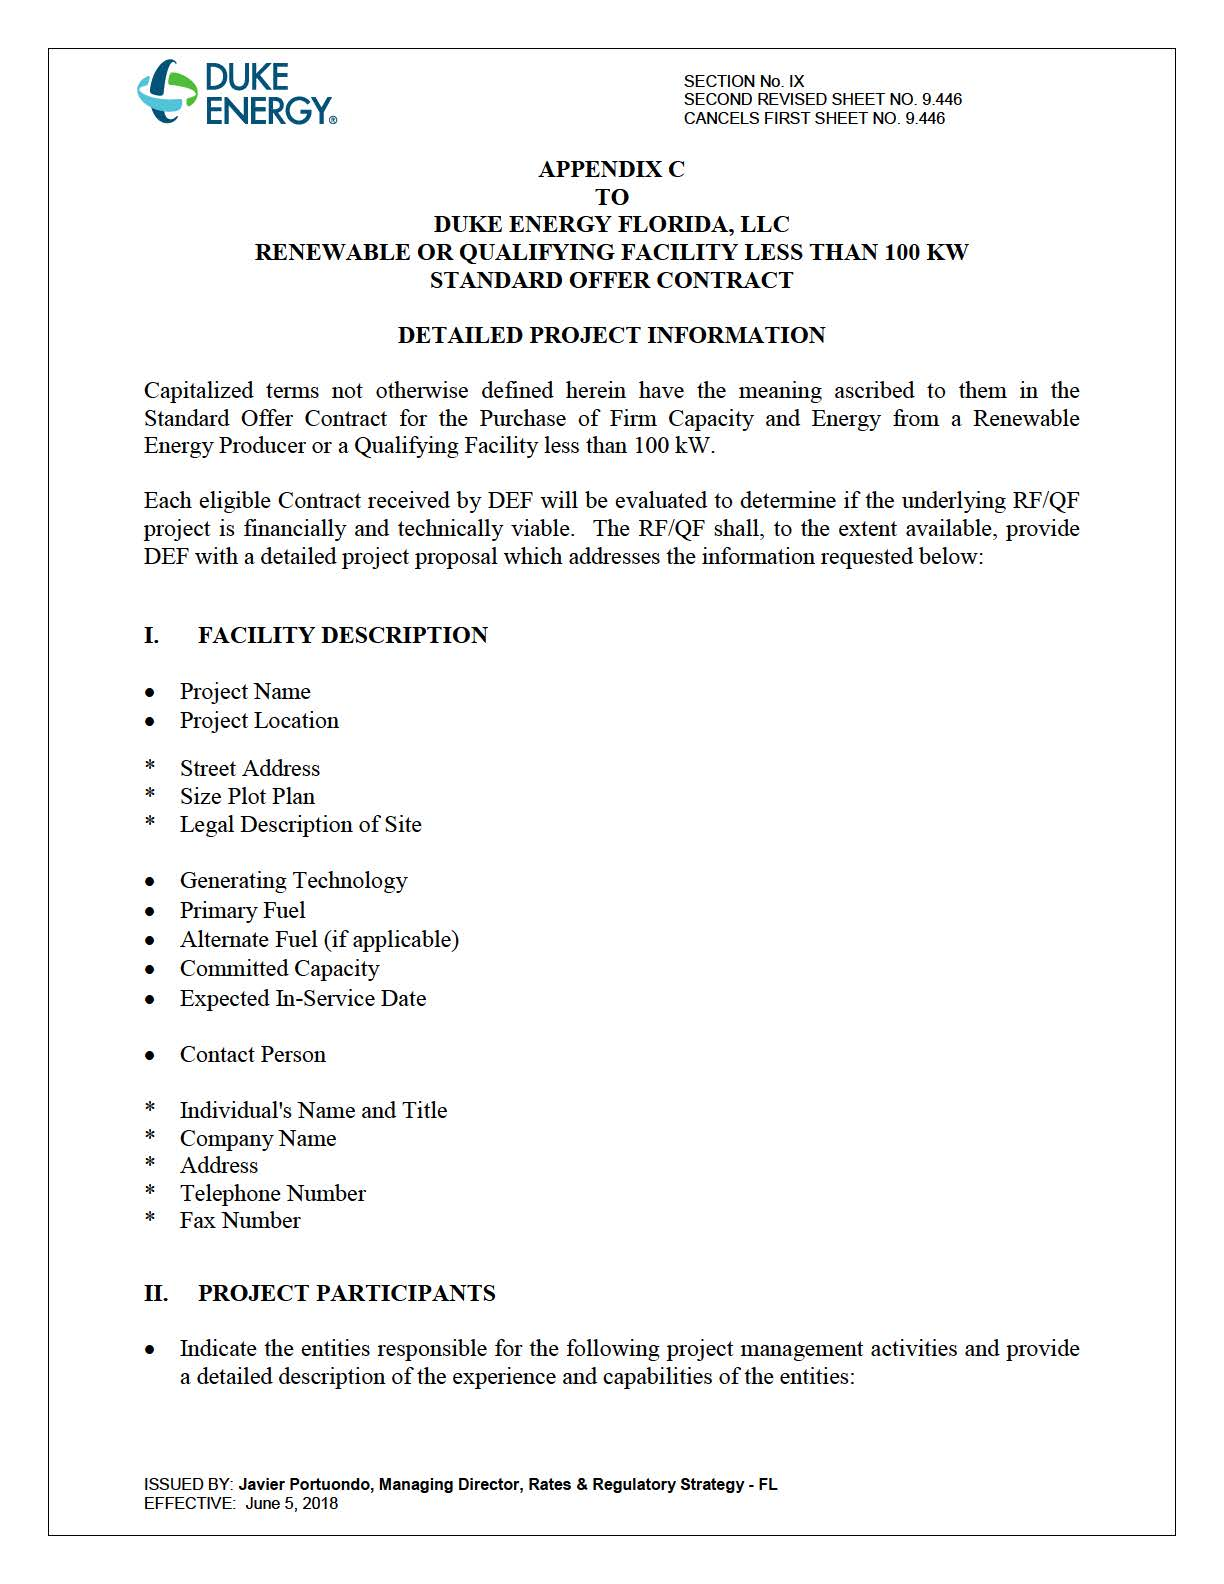 DUKE
ENERGY®
SECTION No. IX
SECOND REVISED SHEET NO. 9.446
CANCELS FIRST SHEET NO. 9.446
APPENDIX C
TO
DUKE ENERGY FLORIDA, LLC
RENEWABLE OR QUALIFYING FACILITY LESS THAN 100 KW
STANDARD OFFER CONTRACT
DETAILED PROJECT INFORMATION
Capitalized terms not otherwise defined herein have the meaning ascribed to them in the
Standard Offer Contract for the Purchase of Firm Capacity and Energy from a Renewable
Energy Producer or a Qualifying Facility less than 100 kW.
Each eligible Contract received by DEF will be evaluated to determine if the underlying RF/QF
project is financially and technically viable. The RF/QF shall, to the extent available, provide
DEF with a detailed project proposal which addresses the information requested below:
I. FACILITY DESCRIPTION
• Project Name
• Project Location
* Street Address
* Size Plot Plan
* Legal Description of Site
• Generating Technology
• Primary Fuel
• Alternate Fuel (if applicable)
• Committed Capacity
• Expected In-Service Date
• Contact Person
* Individual's Name and Title
* Company Name
* Address
* Telephone Number
* Fax Number
II. PROJECT PARTICIPANTS
• Indicate the entities responsible for the following project management activities and provide
a detailed description of the experience and capabilities of the entities:
ISSUED BY: Javier Portuondo, Managing Director, Rates & Regulatory Strategy - FL
EFFECTIVE: June 5, 2018